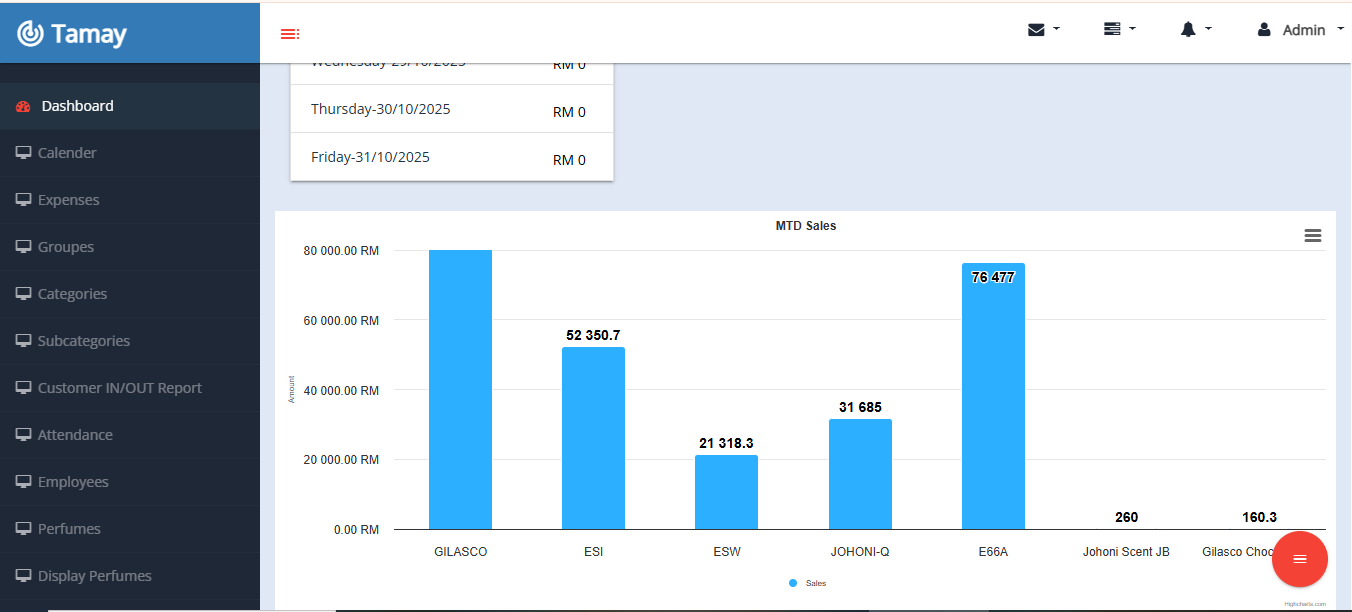 Tamay
Admin
Dashboard
Calender
Expenses
Groupes
Categories
Subcategories
Customer IN/OUT Report
Attendance
Employees
Perfumes
Display Perfumes
Wednesday-29/10/2025 RM 0
Thursday-30/10/2025 RM 0
Friday-31/10/2025 RM 0
MTD Sales
Amount
80 000.00 RM
60 000.00 RM
40 000.00 RM
20 000.00 RM
0.00 RM
52 350.7
21 318.3
31 685
76 477
260
160.3
GILASCO ESI ESW JOHONI-Q E66A Johoni Scent JB Gilasco
Sales
Highcharts.com